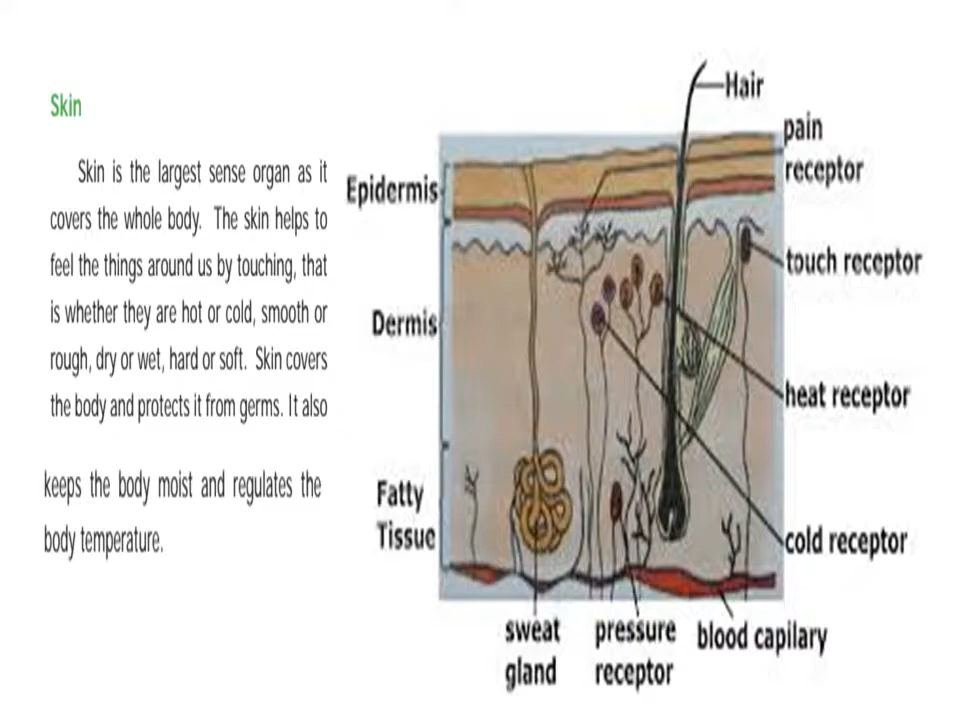 Skin
Skin is the largest sense organ as it
covers the whole body. The skin helps to
feel the things around us by touching, that
is whether they are hot or cold, smooth or
rough, dry or wet, hard or soft. Skin covers
the body and protects it from germs. It also
keeps the body moist and regulates the
body temperature.
Hair
pain
receptor
Epidermis
touch receptor
Dermis
heat receptor
Fatty
Tissue
cold receptor
sweat
gland
pressure
receptor
blood capilary